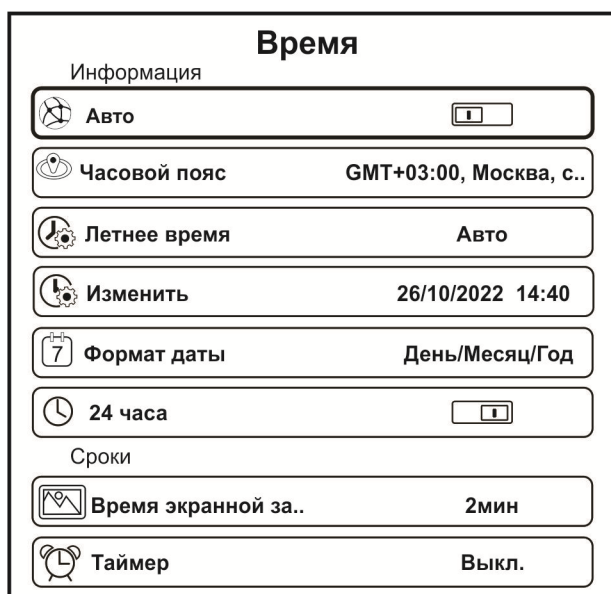 Время
Информация
Авто
Часовой пояс GMT+03:00, Москва, с..
Летнее время Авто
Изменить 26/10/2022 14:40
7 Формат даты День/Месяц/Год
24 часа
Сроки
Время экранной за.. 2мин
Таймер Выкл.